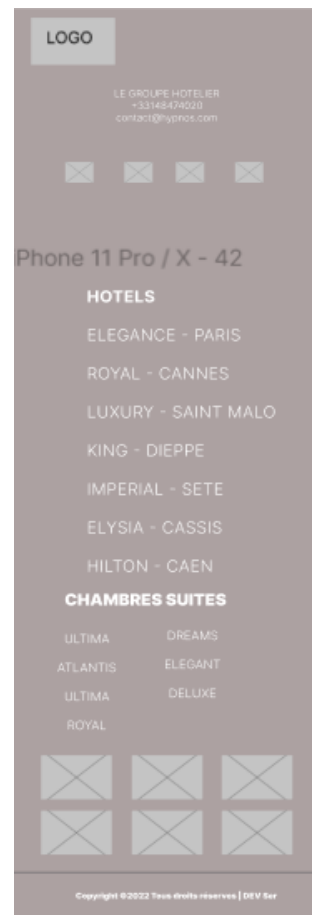 LOGO
LE GROUPE HOTELIER
+33148474020
contact@hypnos.com
Phone 11 Pro / X - 42
HOTELS
ELEGANCE - PARIS
ROYAL - CANNES
LUXURY - SAINT MALO
KING - DIEPPE
IMPERIAL - SETE
ELYSIA - CASSIS
HILTON - CAEN
CHAMBRES SUITES
ULTIMA DREAMS
ATLANTIS ELEGANT
ULTIMA DELUXE
ROYAL
Copyright ©2022 Tous droits réserves | DEV Ser